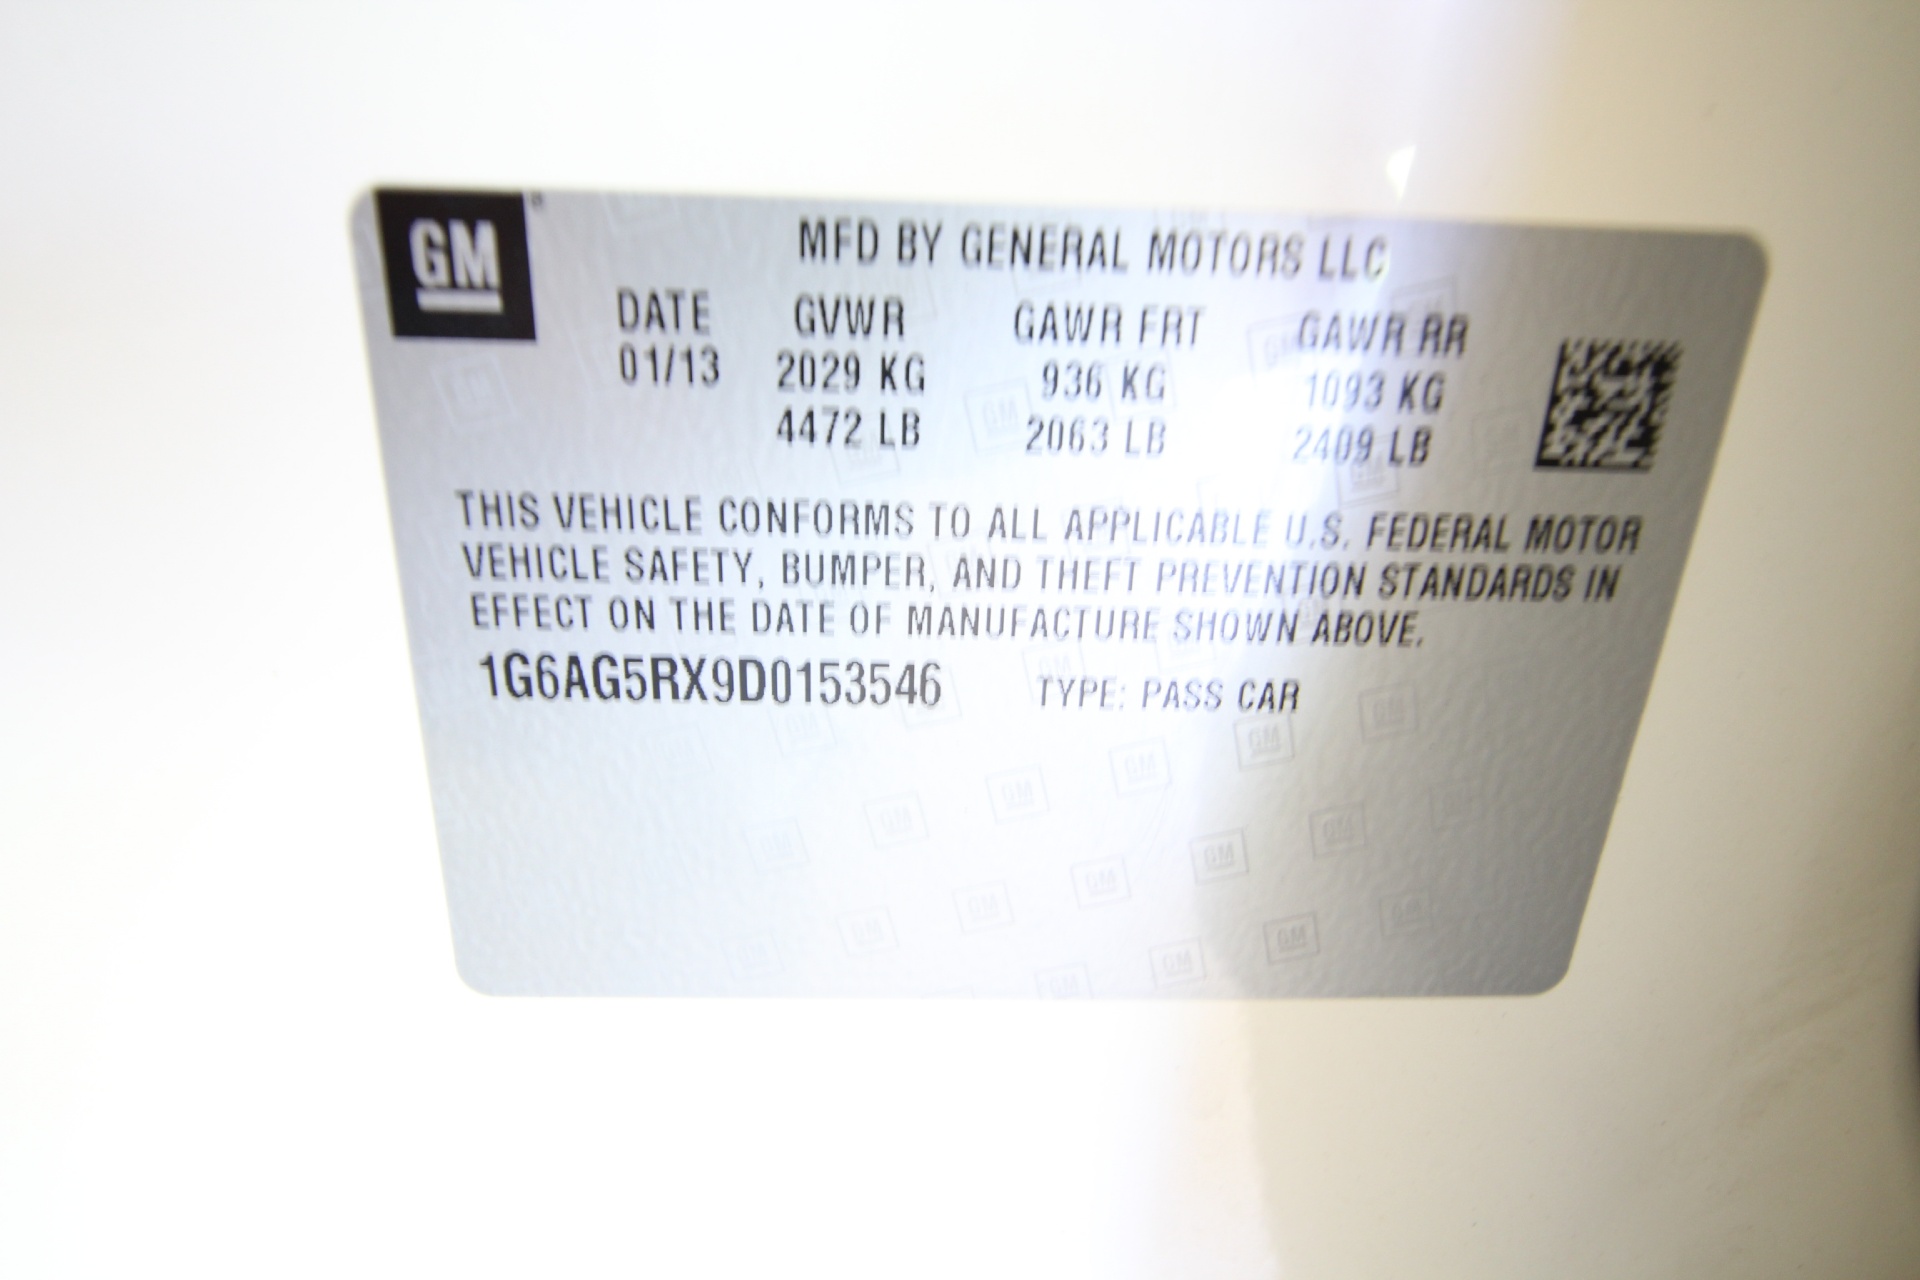 GM
MFD BY GENERAL MOTORS LLC
DATE GVWR GAWR FRT GAWR RR
01/13 2029 KG 936 KG 1093 KG
4472 LB 2063 LB 2409 LB
THIS VEHICLE CONFORMS TO ALL APPLICABLE U.S. FEDERAL MOTOR
VEHICLE SAFETY, BUMPER, AND THEFT PREVENTION STANDARDS IN
EFFECT ON THE DATE OF MANUFACTURE SHOWN ABOVE.
1G6AG5RX9D0153546 TYPE: PASS CAR